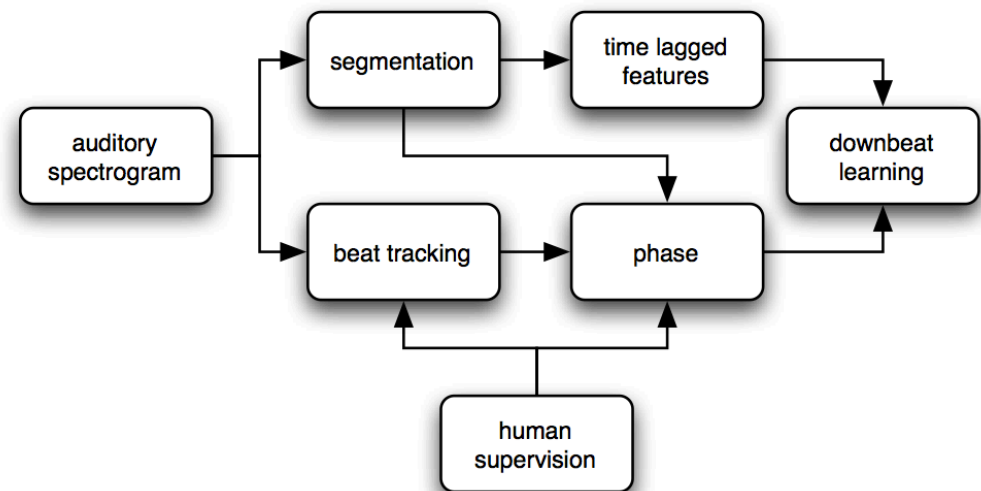 segmentation
time lagged
features
auditory
spectrogram
downbeat
learning
beat tracking
phase
human
supervision